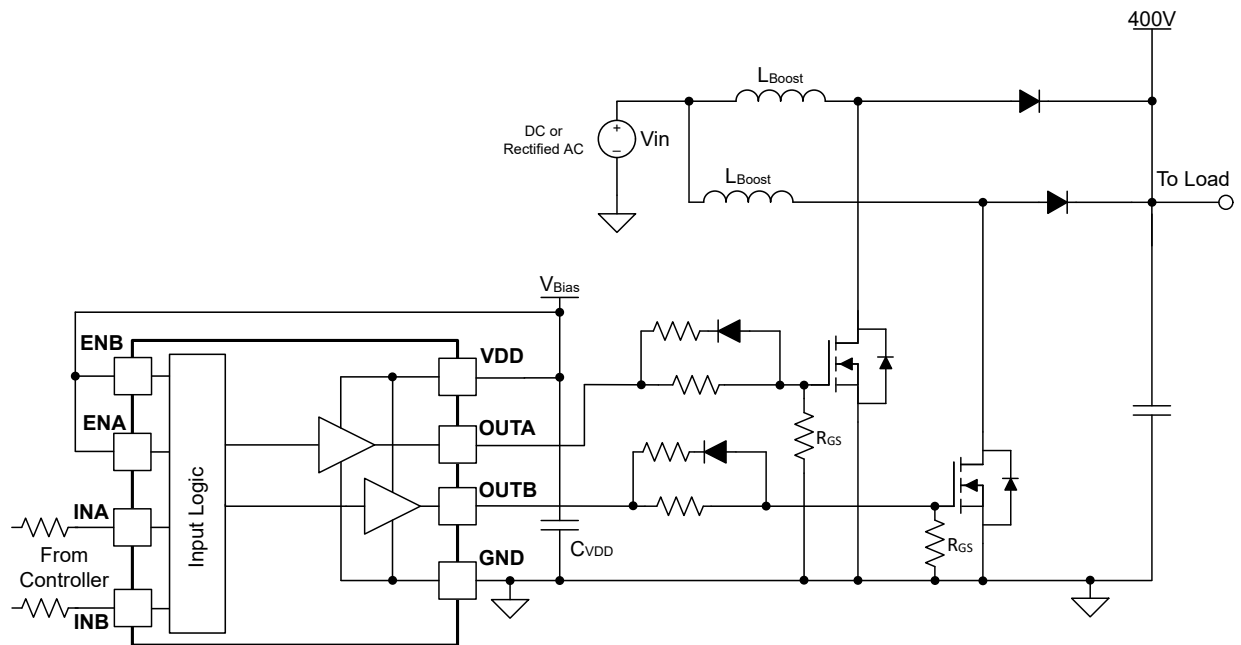 400V
LBoost
DC or
Rectified AC
+
Vin
–
LBoost
To Load
VBias
ENB
VDD
ENA
OUTA
RGS
Input Logic
OUTB
INA
From
Controller
CVDD
RGS
GND
INB